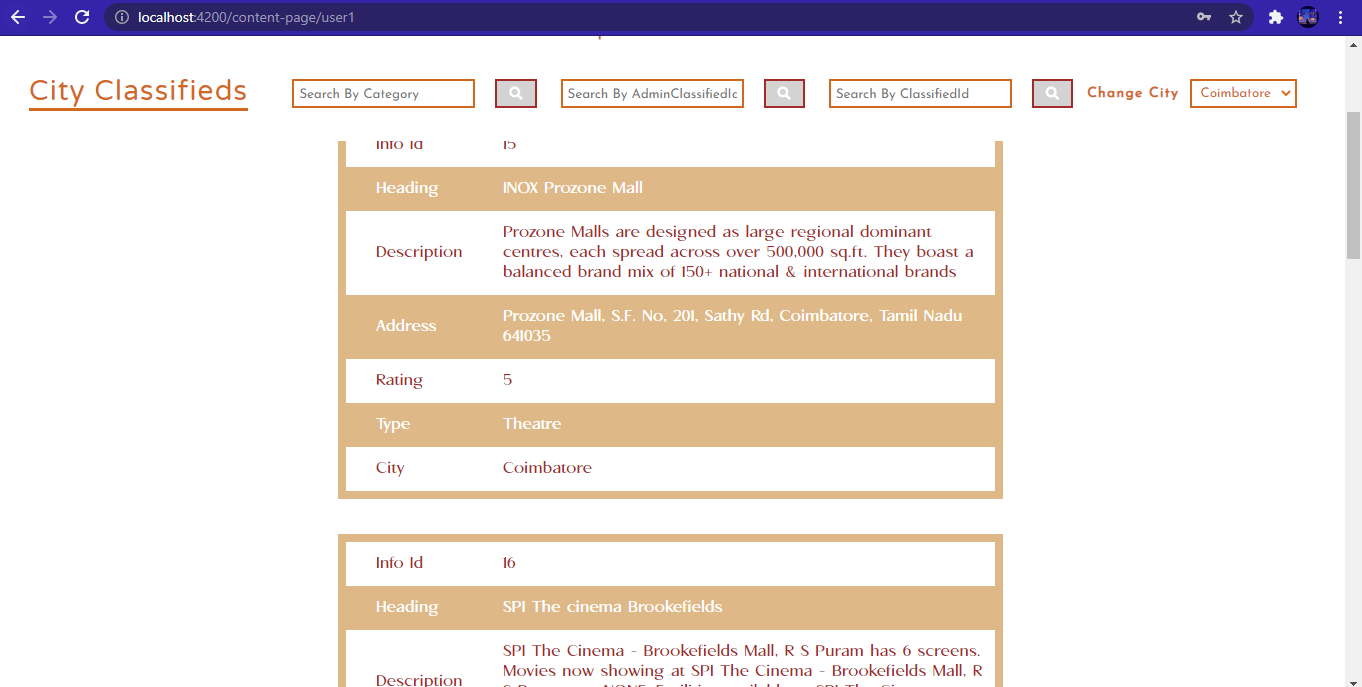 localhost:4200/content-page/user1
City Classifieds
Search By Category
Search By AdminClassifiedIc
Search By ClassifiedId
Change City
Coimbatore
Info Id 15
Heading INOX Prozone Mall
Prozone Malls are designed as large regional dominant
Description centres, each spread across over 500,000 sq.ft. They boast a
balanced brand mix of 150+ national & international brands
Address Prozone Mall, S.F. No, 201, Sathy Rd, Coimbatore, Tamil Nadu
641035
Rating 5
Type Theatre
City Coimbatore
Info Id 16
Heading SPI The cinema Brookefields
SPI The Cinema - Brookefields Mall, R S Puram has 6 screens.
Movies now showing at SPI The Cinema - Brookefields Mall, R
Description